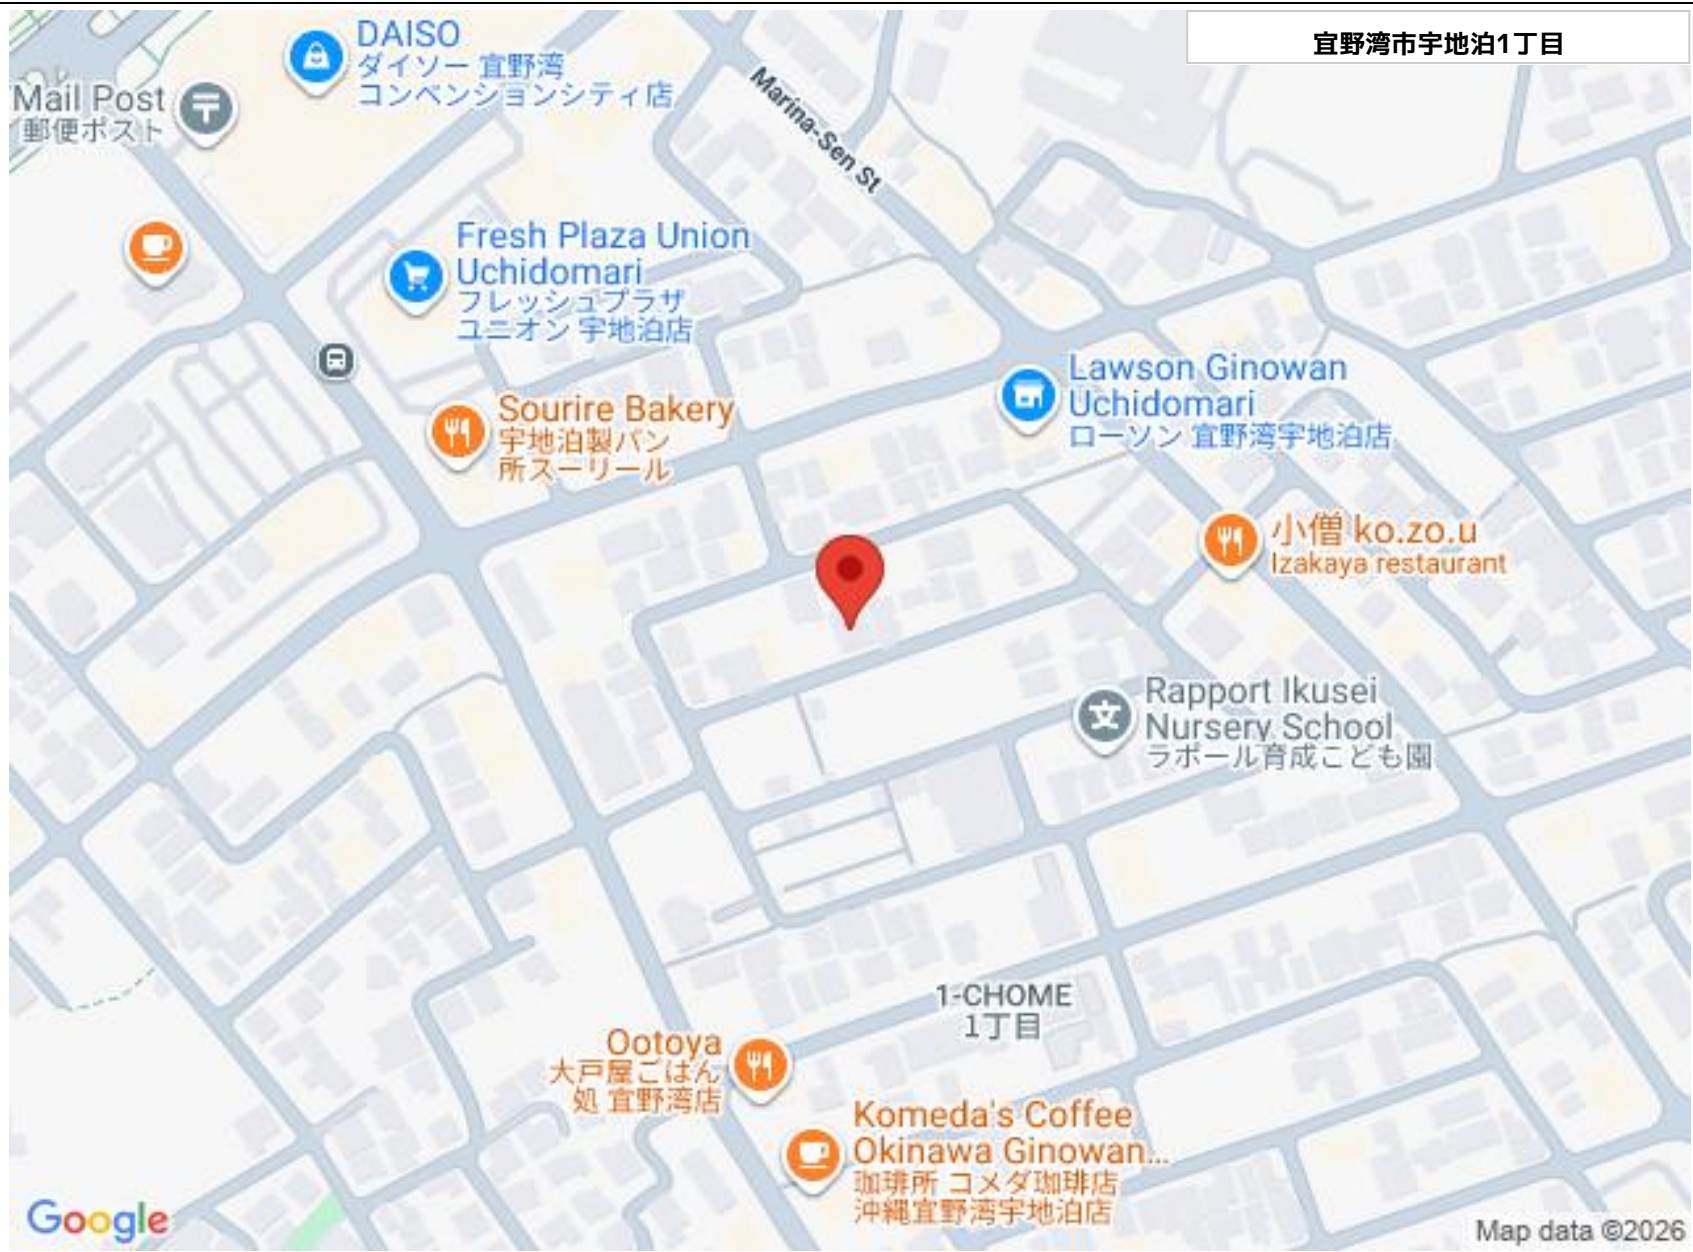 宜野湾市宇地泊1丁目
DAISO
ダイソー 宜野湾
コンベンションシティ店
Mail Post
郵便ポスト
Marina-Sen St
Fresh Plaza Union
Uchidomari
フレッシュプラザ
ユニオン 宇地泊店
Lawson Ginowan
Uchidomari
ローソン 宜野湾宇地泊店
Sourire Bakery
宇地泊製パン
所スーリール
小僧 ko.zo.u
Izakaya restaurant
Rapport Ikusei
Nursery School
ラポール育成こども園
1-CHOME
1丁目
Ootoya
大戸屋ごはん
処 宜野湾店
Komeda's Coffee
Okinawa Ginowan...
珈琲所 コメダ珈琲店
沖縄宜野湾宇地泊店
Google
Map data ©2026